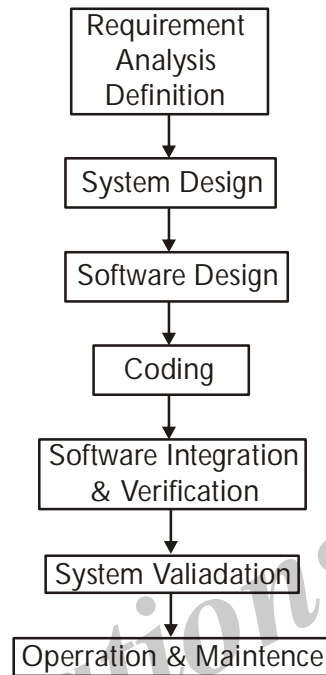 Requirement
Analysis
Definition
System Design
Software Design
Coding
Software Integration
& Verification
System Valiadation
Operration & Maintence